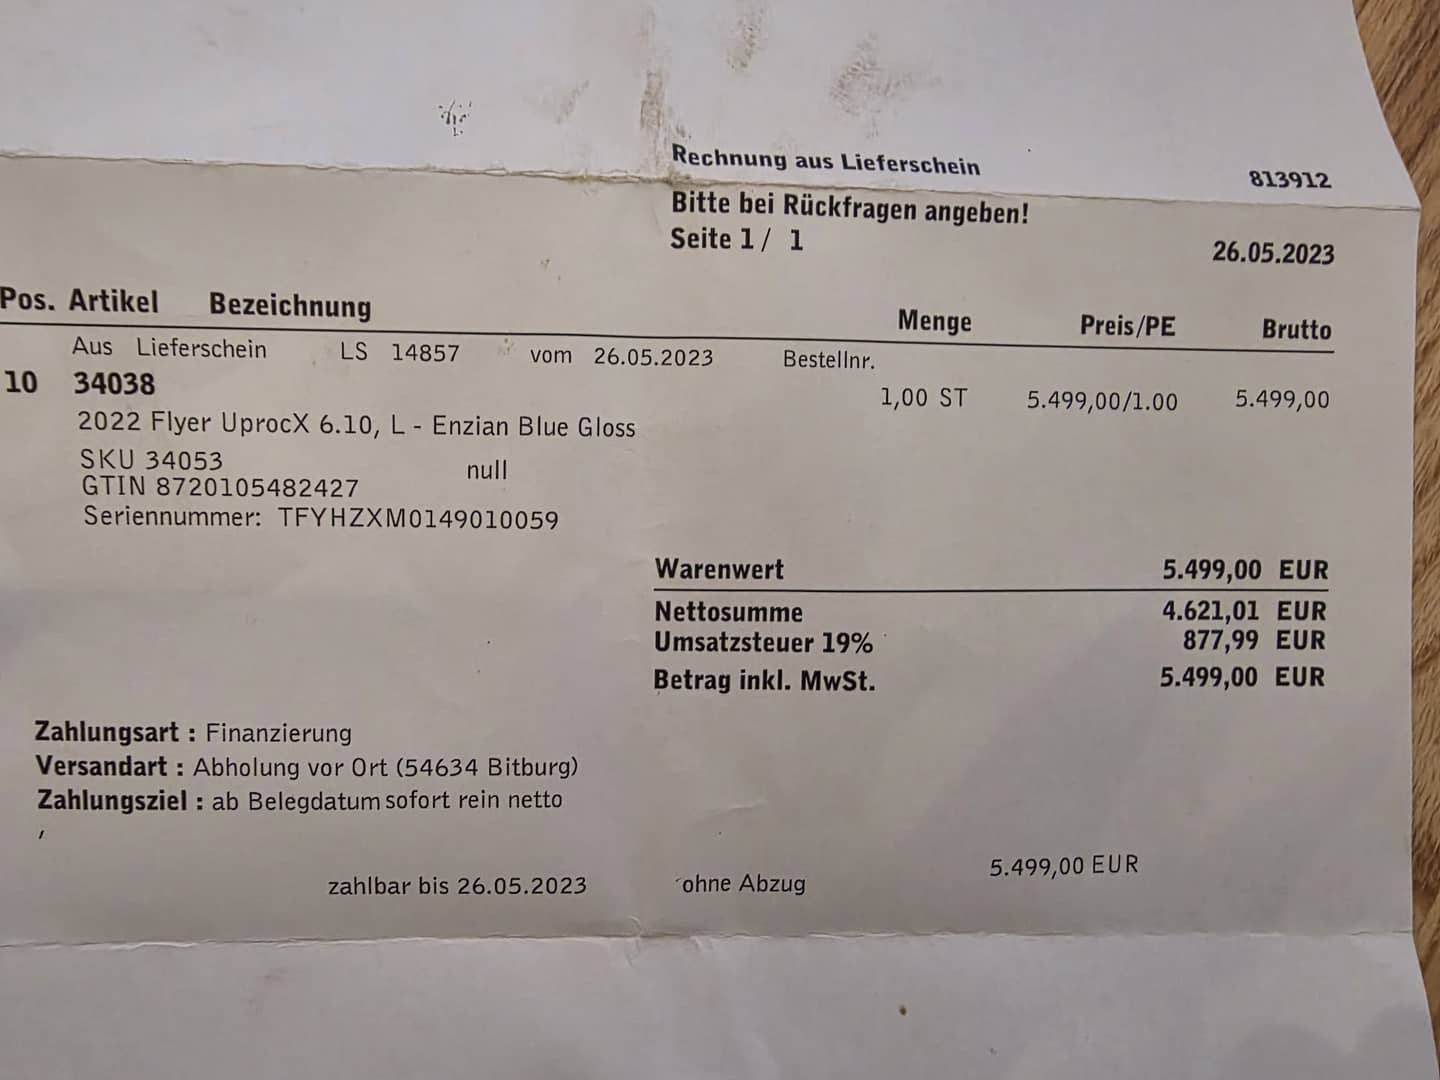 Rechnung aus Lieferschein 813912
Bitte bei Rückfragen angeben!
Seite 1 / 1 26.05.2023
Pos. Artikel Bezeichnung Menge Preis/PE Brutto
Aus Lieferschein LS 14857 vom 26.05.2023 Bestellnr.
10 34038 1,00 ST 5.499,00/1.00 5.499,00
2022 Flyer UprocX 6.10, L - Enzian Blue Gloss
SKU 34053 null
GTIN 8720105482427
Seriennummer: TFYHZXM0149010059
Warenwert 5.499,00 EUR
Nettosumme 4.621,01 EUR
Umsatzsteuer 19% 877,99 EUR
Betrag inkl. MwSt. 5.499,00 EUR
Zahlungsart : Finanzierung
Versandart : Abholung vor Ort (54634 Bitburg)
Zahlungsziel : ab Belegdatum sofort rein netto
,
zahlbar bis 26.05.2023 ohne Abzug 5.499,00 EUR